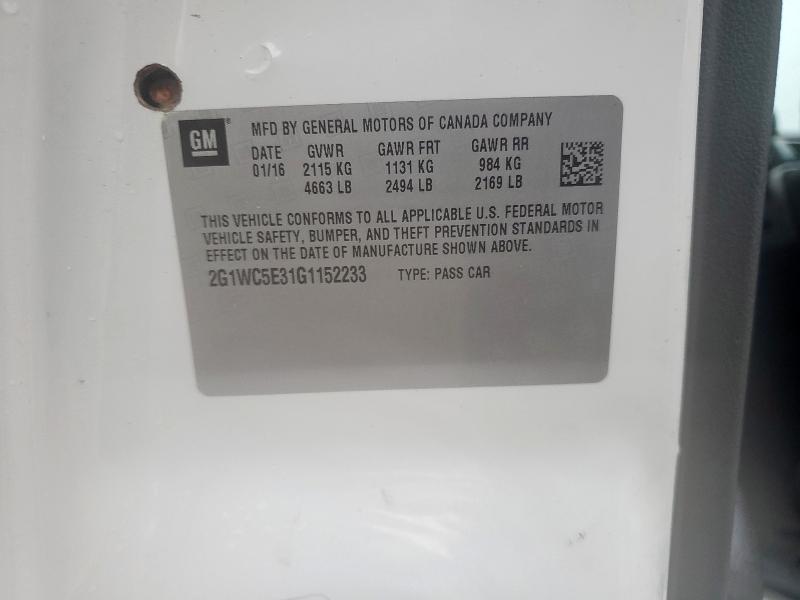 GM®
MFD BY GENERAL MOTORS OF CANADA COMPANY
DATE GVWR GAWR FRT GAWR RR
01/16 2115 KG 1131 KG 984 KG
4663 LB 2494 LB 2169 LB
THIS VEHICLE CONFORMS TO ALL APPLICABLE U.S. FEDERAL MOTOR
VEHICLE SAFETY, BUMPER, AND THEFT PREVENTION STANDARDS IN
EFFECT ON THE DATE OF MANUFACTURE SHOWN ABOVE.
2G1WC5E31G1152233 TYPE: PASS CAR